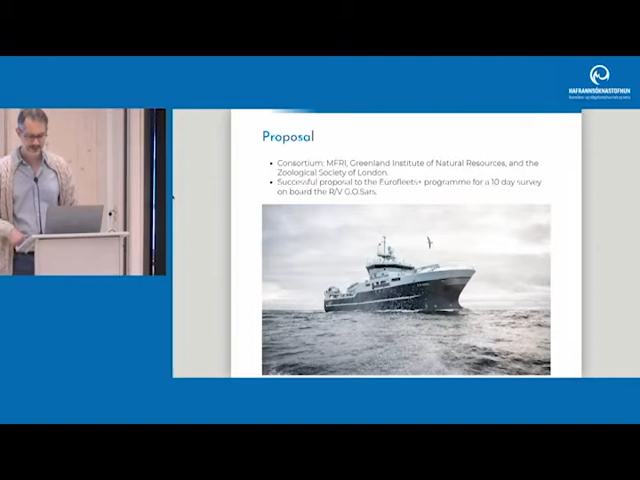 HAFRANNSÓKNASTOFNUN
Proposal
• Consortium: MFRI, Greenland Institute of Natural Resources, and the
Zoological Society of London.
• Successful proposal to the Eurofleets+ programme for a 10 day survey
on board the R/V G.O.Sars.